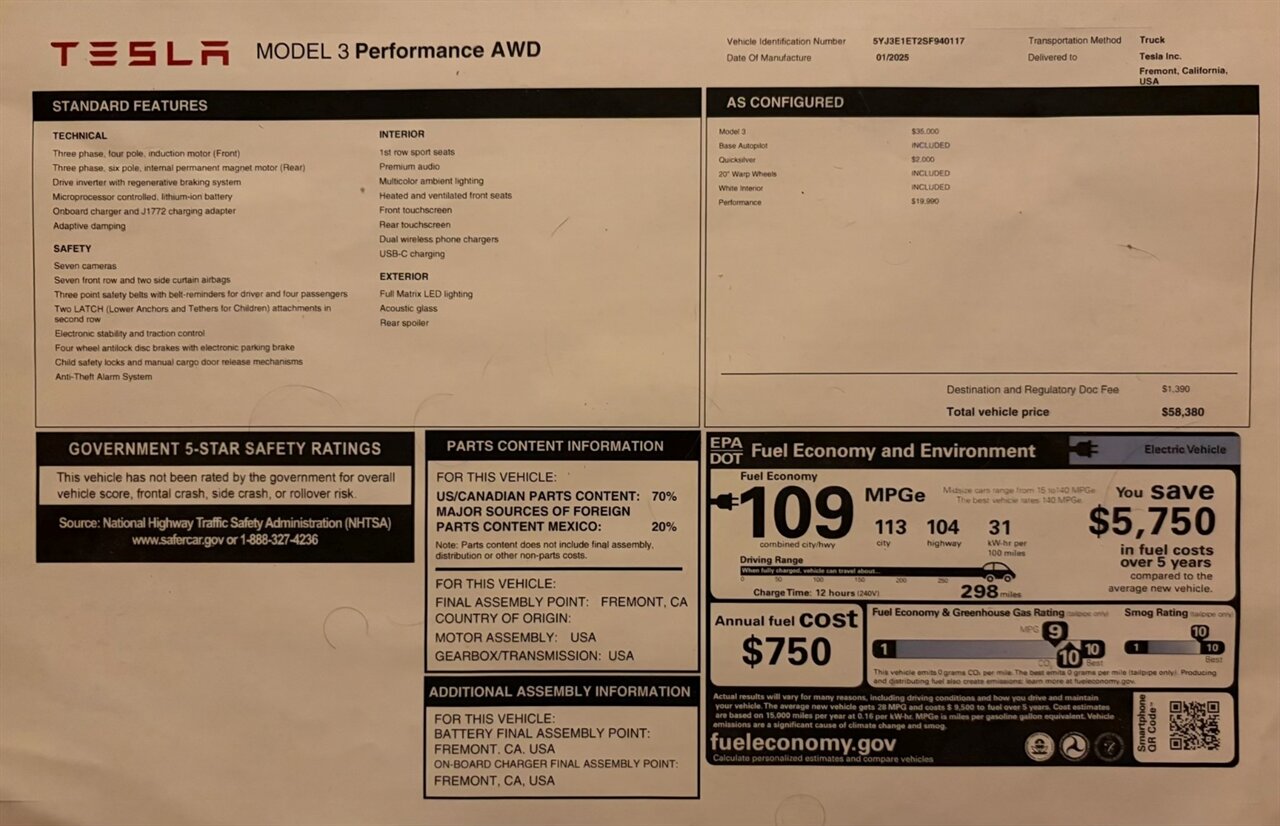 TESLA MODEL 3 Performance AWD
Vehicle Identification Number 5YJ3E1ET2SF940117 Transportation Method Truck
Date Of Manufacture 01/2025 Delivered to Tesla Inc.
Fremont, California,
USA
STANDARD FEATURES
TECHNICAL
Three phase, four pole, induction motor (Front)
Three phase, six pole, internal permanent magnet motor (Rear)
Drive inverter with regenerative braking system
Microprocessor controlled, lithium-ion battery
Onboard charger and J1772 charging adapter
Adaptive damping
SAFETY
Seven cameras
Seven front row and two side curtain airbags
Three point safety belts with belt-reminders for driver and four passengers
Two LATCH (Lower Anchors and Tethers for Children) attachments in
second row
Electronic stability and traction control
Four wheel antilock disc brakes with electronic parking brake
Child safety locks and manual cargo door release mechanisms
Anti-Theft Alarm System
INTERIOR
1st row sport seats
Premium audio
Multicolor ambient lighting
Heated and ventilated front seats
Front touchscreen
Rear touchscreen
Dual wireless phone chargers
USB-C charging
EXTERIOR
Full Matrix LED lighting
Acoustic glass
Rear spoiler
AS CONFIGURED
Model 3 $35,000
Base Autopilot INCLUDED
Quicksilver $2,000
20" Warp Wheels INCLUDED
White Interior INCLUDED
Performance $19,990
Destination and Regulatory Doc Fee $1,390
Total vehicle price $58,380
GOVERNMENT 5-STAR SAFETY RATINGS
This vehicle has not been rated by the government for overall
vehicle score, frontal crash, side crash, or rollover risk.
Source: National Highway Traffic Safety Administration (NHTSA)
www.safercar.gov or 1-888-327-4236
PARTS CONTENT INFORMATION
FOR THIS VEHICLE:
US/CANADIAN PARTS CONTENT: 70%
MAJOR SOURCES OF FOREIGN
PARTS CONTENT MEXICO: 20%
Note: Parts content does not include final assembly,
distribution or other non-parts costs.
FOR THIS VEHICLE:
FINAL ASSEMBLY POINT: FREMONT, CA
COUNTRY OF ORIGIN:
MOTOR ASSEMBLY: USA
GEARBOX/TRANSMISSION: USA
ADDITIONAL ASSEMBLY INFORMATION
FOR THIS VEHICLE:
BATTERY FINAL ASSEMBLY POINT:
FREMONT, CA, USA
ON-BOARD CHARGER FINAL ASSEMBLY POINT:
FREMONT, CA, USA
EPA
DOT Fuel Economy and Environment Electric Vehicle
Fuel Economy
109 MPGe
combined city/hwy
113 city
104 highway
31 kW-hr per
100 miles
Midsize cars range from 15 to 140 MPGe.
The best vehicle rates 140 MPGe.
You save
$5,750
in fuel costs
over 5 years
compared to the
average new vehicle.
Driving Range
When fully charged, vehicle can travel about...
0 50 100 150 200 250
298 miles
Charge Time: 12 hours (240V)
Annual fuel cost
$750
Fuel Economy & Greenhouse Gas Rating (tailpipe only)
MPG 9
1 10
CO2 10 Best
Smog Rating (tailpipe only)
10
1 10
Best
This vehicle emits 0 grams CO2 per mile. The best emits 0 grams per mile (tailpipe only). Producing
and distributing fuel also create emissions; learn more at fueleconomy.gov.
Actual results will vary for many reasons, including driving conditions and how you drive and maintain
your vehicle. The average new vehicle gets 28 MPG and costs $ 9,500 to fuel over 5 years. Cost estimates
are based on 15,000 miles per year at 0.16 per kW-hr. MPGe is miles per gasoline gallon equivalent. Vehicle
emissions are a significant cause of climate change and smog.
fueleconomy.gov
Calculate personalized estimates and compare vehicles
Smartphone
QR Code™